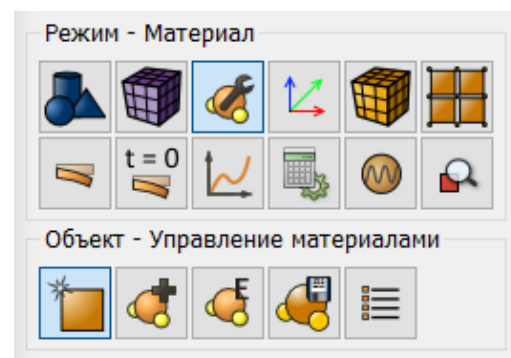 Режим - Материал
t = 0
Объект - Управление материалами
E